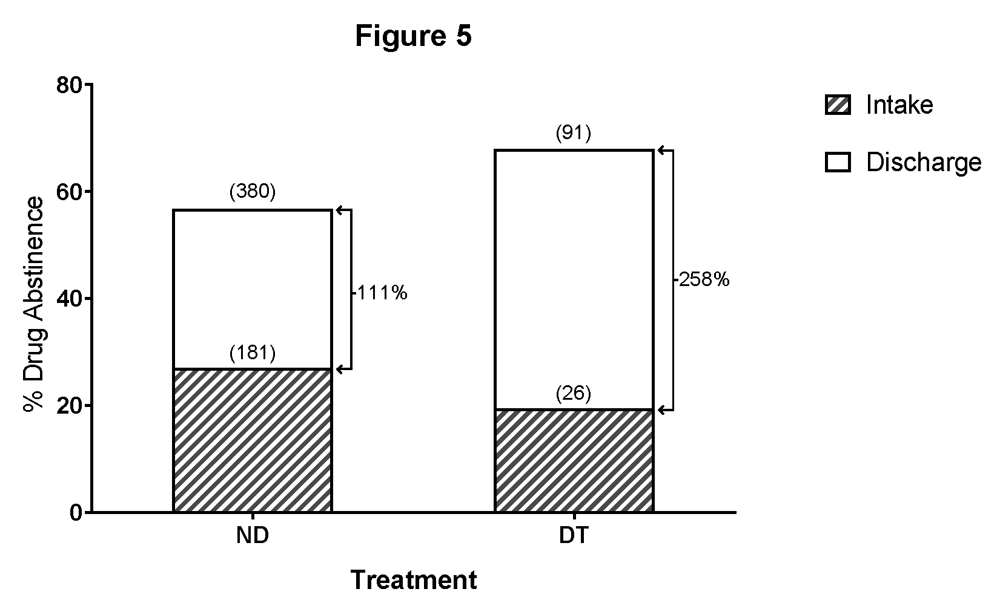 Figure 5
80
60
40
20
0
% Drug Abstinence
(380)
(181)
111%
(91)
(26)
258%
ND
DT
Treatment
Intake
Discharge